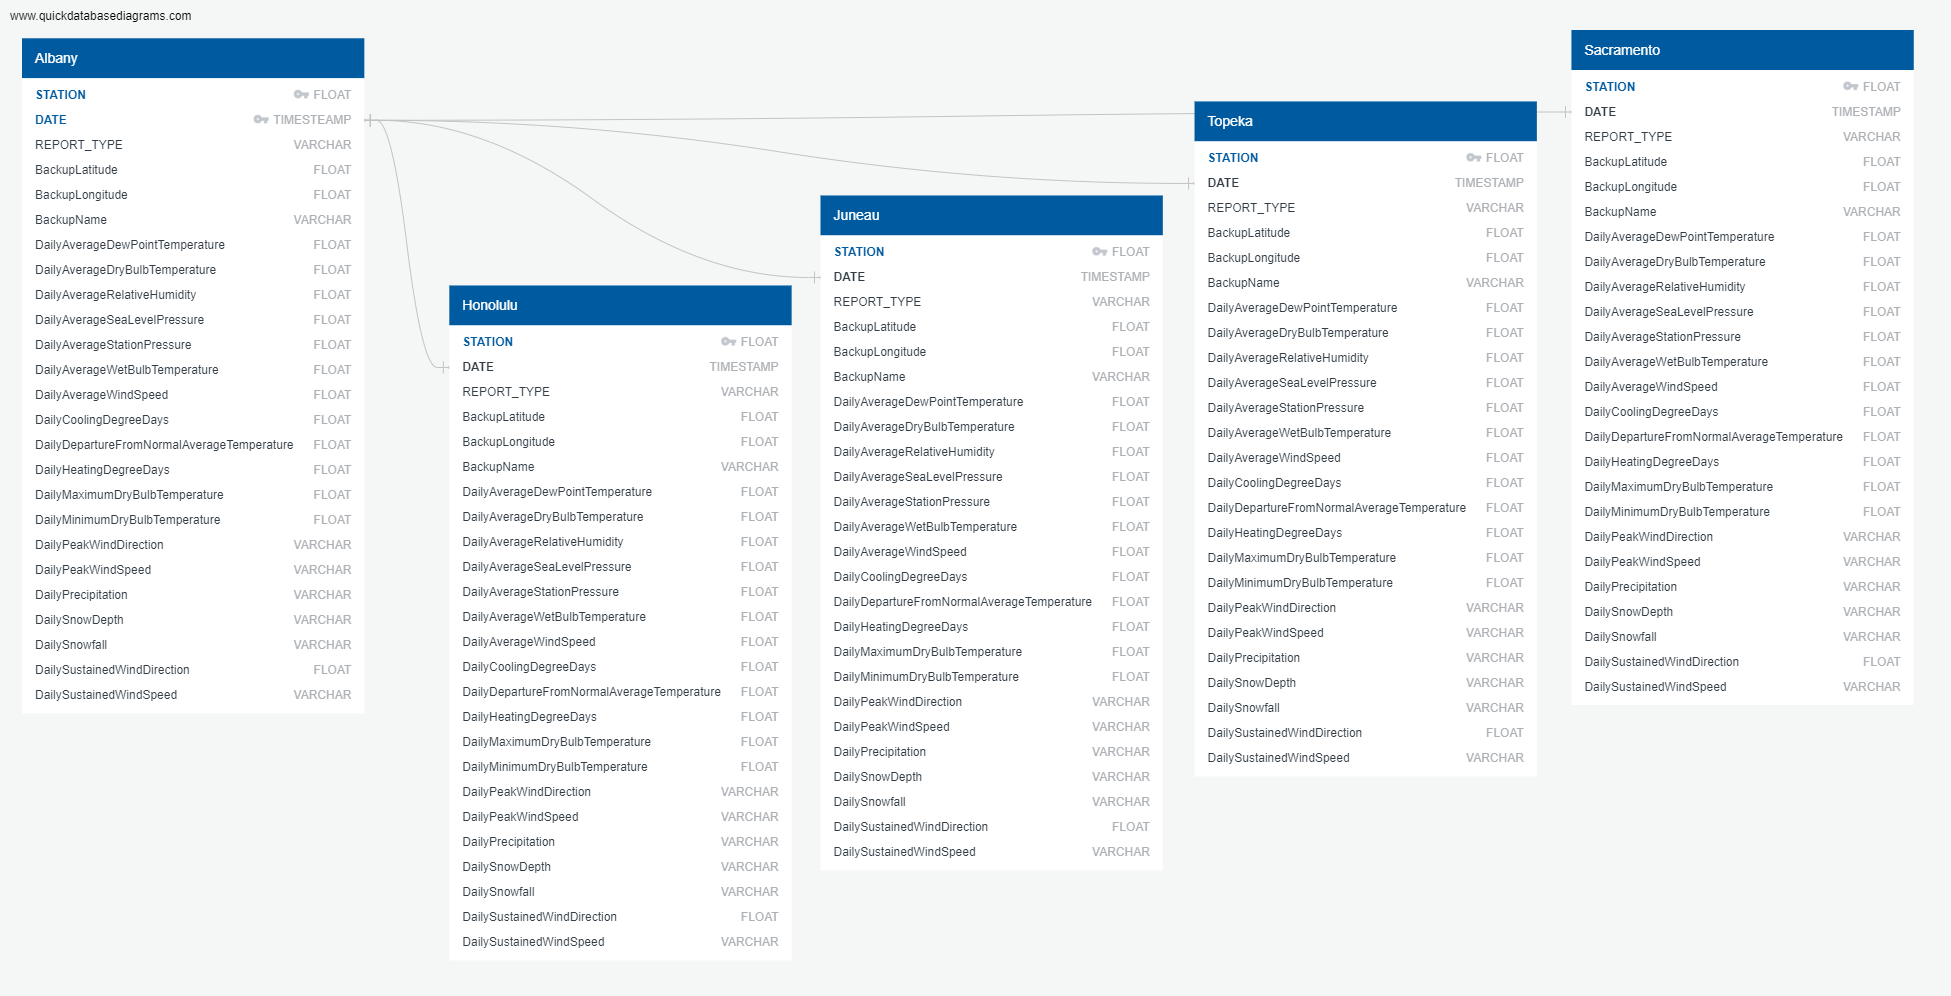 www.quickdatabasediagrams.com
Albany
STATION FLOAT
DATE TIMESTEAMP
REPORT_TYPE VARCHAR
BackupLatitude FLOAT
BackupLongitude FLOAT
BackupName VARCHAR
DailyAverageDewPointTemperature FLOAT
DailyAverageDryBulbTemperature FLOAT
DailyAverageRelativeHumidity FLOAT
DailyAverageSeaLevelPressure FLOAT
DailyAverageStationPressure FLOAT
DailyAverageWetBulbTemperature FLOAT
DailyAverageWindSpeed FLOAT
DailyCoolingDegreeDays FLOAT
DailyDepartureFromNormalAverageTemperature FLOAT
DailyHeatingDegreeDays FLOAT
DailyMaximumDryBulbTemperature FLOAT
DailyMinimumDryBulbTemperature FLOAT
DailyPeakWindDirection VARCHAR
DailyPeakWindSpeed VARCHAR
DailyPrecipitation VARCHAR
DailySnowDepth VARCHAR
DailySnowfall VARCHAR
DailySustainedWindDirection FLOAT
DailySustainedWindSpeed VARCHAR
Honolulu
STATION FLOAT
DATE TIMESTAMP
REPORT_TYPE VARCHAR
BackupLatitude FLOAT
BackupLongitude FLOAT
BackupName VARCHAR
DailyAverageDewPointTemperature FLOAT
DailyAverageDryBulbTemperature FLOAT
DailyAverageRelativeHumidity FLOAT
DailyAverageSeaLevelPressure FLOAT
DailyAverageStationPressure FLOAT
DailyAverageWetBulbTemperature FLOAT
DailyAverageWindSpeed FLOAT
DailyCoolingDegreeDays FLOAT
DailyDepartureFromNormalAverageTemperature FLOAT
DailyHeatingDegreeDays FLOAT
DailyMaximumDryBulbTemperature FLOAT
DailyMinimumDryBulbTemperature FLOAT
DailyPeakWindDirection VARCHAR
DailyPeakWindSpeed VARCHAR
DailyPrecipitation VARCHAR
DailySnowDepth VARCHAR
DailySnowfall VARCHAR
DailySustainedWindDirection FLOAT
DailySustainedWindSpeed VARCHAR
Juneau
STATION FLOAT
DATE TIMESTAMP
REPORT_TYPE VARCHAR
BackupLatitude FLOAT
BackupLongitude FLOAT
BackupName VARCHAR
DailyAverageDewPointTemperature FLOAT
DailyAverageDryBulbTemperature FLOAT
DailyAverageRelativeHumidity FLOAT
DailyAverageSeaLevelPressure FLOAT
DailyAverageStationPressure FLOAT
DailyAverageWetBulbTemperature FLOAT
DailyAverageWindSpeed FLOAT
DailyCoolingDegreeDays FLOAT
DailyDepartureFromNormalAverageTemperature FLOAT
DailyHeatingDegreeDays FLOAT
DailyMaximumDryBulbTemperature FLOAT
DailyMinimumDryBulbTemperature FLOAT
DailyPeakWindDirection VARCHAR
DailyPeakWindSpeed VARCHAR
DailyPrecipitation VARCHAR
DailySnowDepth VARCHAR
DailySnowfall VARCHAR
DailySustainedWindDirection FLOAT
DailySustainedWindSpeed VARCHAR
Topeka
STATION FLOAT
DATE TIMESTAMP
REPORT_TYPE VARCHAR
BackupLatitude FLOAT
BackupLongitude FLOAT
BackupName VARCHAR
DailyAverageDewPointTemperature FLOAT
DailyAverageDryBulbTemperature FLOAT
DailyAverageRelativeHumidity FLOAT
DailyAverageSeaLevelPressure FLOAT
DailyAverageStationPressure FLOAT
DailyAverageWetBulbTemperature FLOAT
DailyAverageWindSpeed FLOAT
DailyCoolingDegreeDays FLOAT
DailyDepartureFromNormalAverageTemperature FLOAT
DailyHeatingDegreeDays FLOAT
DailyMaximumDryBulbTemperature FLOAT
DailyMinimumDryBulbTemperature FLOAT
DailyPeakWindDirection VARCHAR
DailyPeakWindSpeed VARCHAR
DailyPrecipitation VARCHAR
DailySnowDepth VARCHAR
DailySnowfall VARCHAR
DailySustainedWindDirection FLOAT
DailySustainedWindSpeed VARCHAR
Sacramento
STATION FLOAT
DATE TIMESTAMP
REPORT_TYPE VARCHAR
BackupLatitude FLOAT
BackupLongitude FLOAT
BackupName VARCHAR
DailyAverageDewPointTemperature FLOAT
DailyAverageDryBulbTemperature FLOAT
DailyAverageRelativeHumidity FLOAT
DailyAverageSeaLevelPressure FLOAT
DailyAverageStationPressure FLOAT
DailyAverageWetBulbTemperature FLOAT
DailyAverageWindSpeed FLOAT
DailyCoolingDegreeDays FLOAT
DailyDepartureFromNormalAverageTemperature FLOAT
DailyHeatingDegreeDays FLOAT
DailyMaximumDryBulbTemperature FLOAT
DailyMinimumDryBulbTemperature FLOAT
DailyPeakWindDirection VARCHAR
DailyPeakWindSpeed VARCHAR
DailyPrecipitation VARCHAR
DailySnowDepth VARCHAR
DailySnowfall VARCHAR
DailySustainedWindDirection FLOAT
DailySustainedWindSpeed VARCHAR